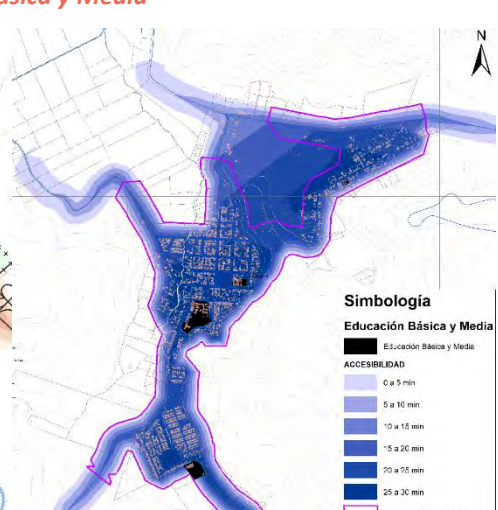 ásica y Media
N
Simbología
Educación Básica y Media
Educación Básica y Media
ACCESIBILIDAD
0 a 5 min
5 a 10 min
10 a 15 min
15 a 20 min
20 a 25 min
25 a 30 min